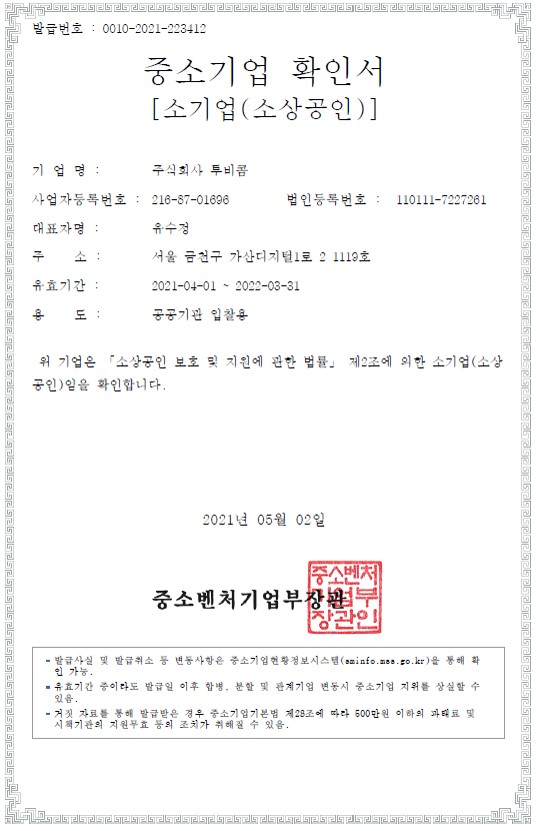 발급번호 : 0010-2021-223412
중소기업 확인서
[소기업(소상공인)]
기 업 명 : 주식회사 투비콤
사업자등록번호 : 216-87-01696 법인등록번호 : 110111-7227261
대표자명 : 유수정
주 소 : 서울 금천구 가산디지털1로 2 1119호
유효기간 : 2021-04-01 ~ 2022-03-31
용 도 : 공공기관 입찰용
위 기업은 「소상공인 보호 및 지원에 관한 법률」 제2조에 의한 소기업(소상
공인)임을 확인합니다.
2021년 05월 02일
중소벤처기업부장관
중소벤처
기업부
장관인
- 발급사실 및 발급취소 등 변동사항은 중소기업현황정보시스템(sminfo.mss.go.kr)을 통해 확
인 가능.
- 유효기간 중이라도 발급일 이후 합병, 분할 및 관계기업 변동시 중소기업 지위를 상실할 수
있음.
- 거짓 자료를 통해 발급받은 경우 중소기업기본법 제28조에 따라 500만원 이하의 과태료 및
시책기관의 지원무효 등의 조치가 취해질 수 있음.